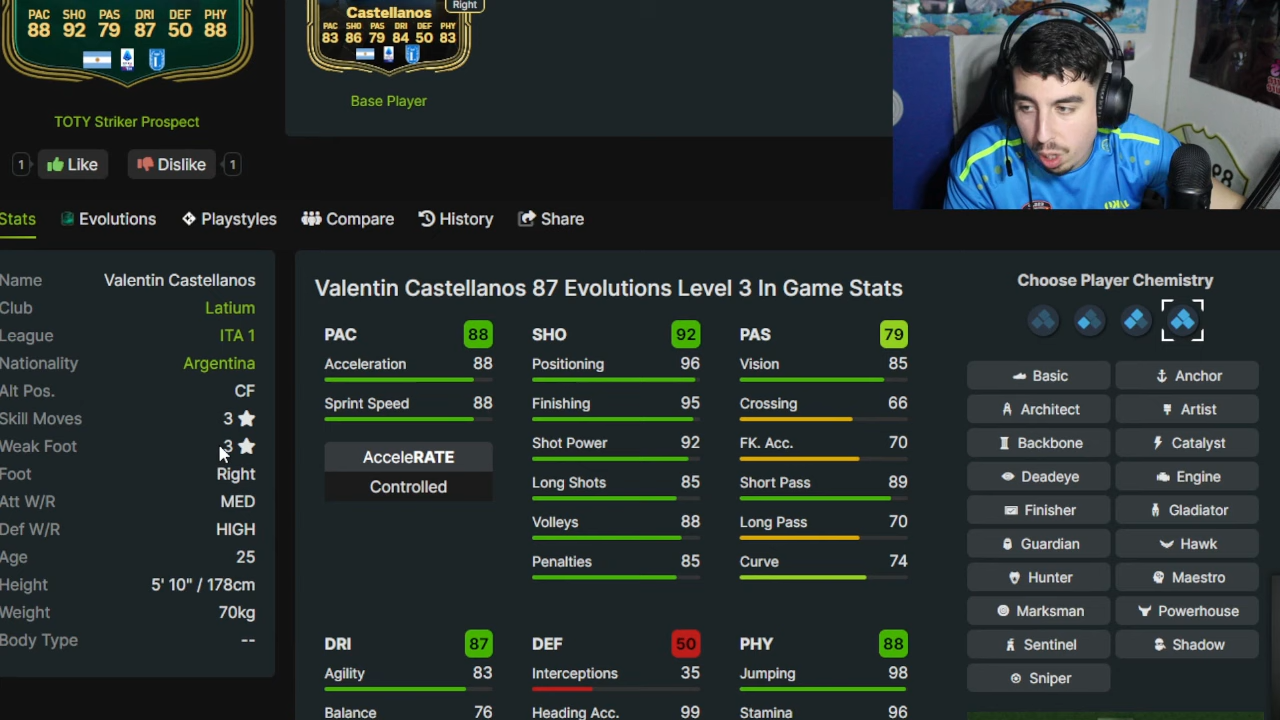 PAC SHO PAS DRI DEF PHY
88 92 79 87 50 88
TOTY Striker Prospect
1 Like Dislike 1
Castellanos
PAC SHO PAS DRI DEF PHY
83 86 79 84 50 83
Right
Base Player
Stats Evolutions Playstyles Compare History Share
Name Valentin Castellanos
Club Latium
League ITA 1
Nationality Argentina
Alt Pos. CF
Skill Moves 3
Weak Foot 3
Foot Right
Att W/R MED
Def W/R HIGH
Age 25
Height 5' 10" / 178cm
Weight 70kg
Body Type --
Valentin Castellanos 87 Evolutions Level 3 In Game Stats
PAC 88
Acceleration 88
Sprint Speed 88
AcceleRATE
Controlled
SHO 92
Positioning 96
Finishing 95
Shot Power 92
Long Shots 85
Volleys 88
Penalties 85
PAS 79
Vision 85
Crossing 66
FK. Acc. 70
Short Pass 89
Long Pass 70
Curve 74
DRI 87
Agility 83
Balance 76
DEF 50
Interceptions 35
Heading Acc. 99
PHY 88
Jumping 98
Stamina 96
Choose Player Chemistry
Basic Anchor
Architect Artist
Backbone Catalyst
Deadeye Engine
Finisher Gladiator
Guardian Hawk
Hunter Maestro
Marksman Powerhouse
Sentinel Shadow
Sniper